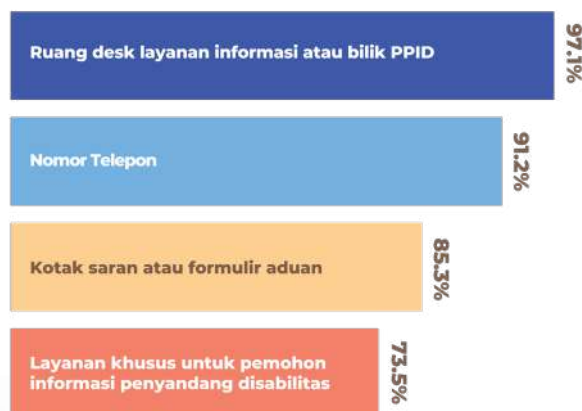 Ruang desk layanan informasi atau bilik PPID
97.1%
Nomor Telepon
91.2%
Kotak saran atau formulir aduan
85.3%
Layanan khusus untuk pemohon
informasi penyandang disabilitas
73.5%